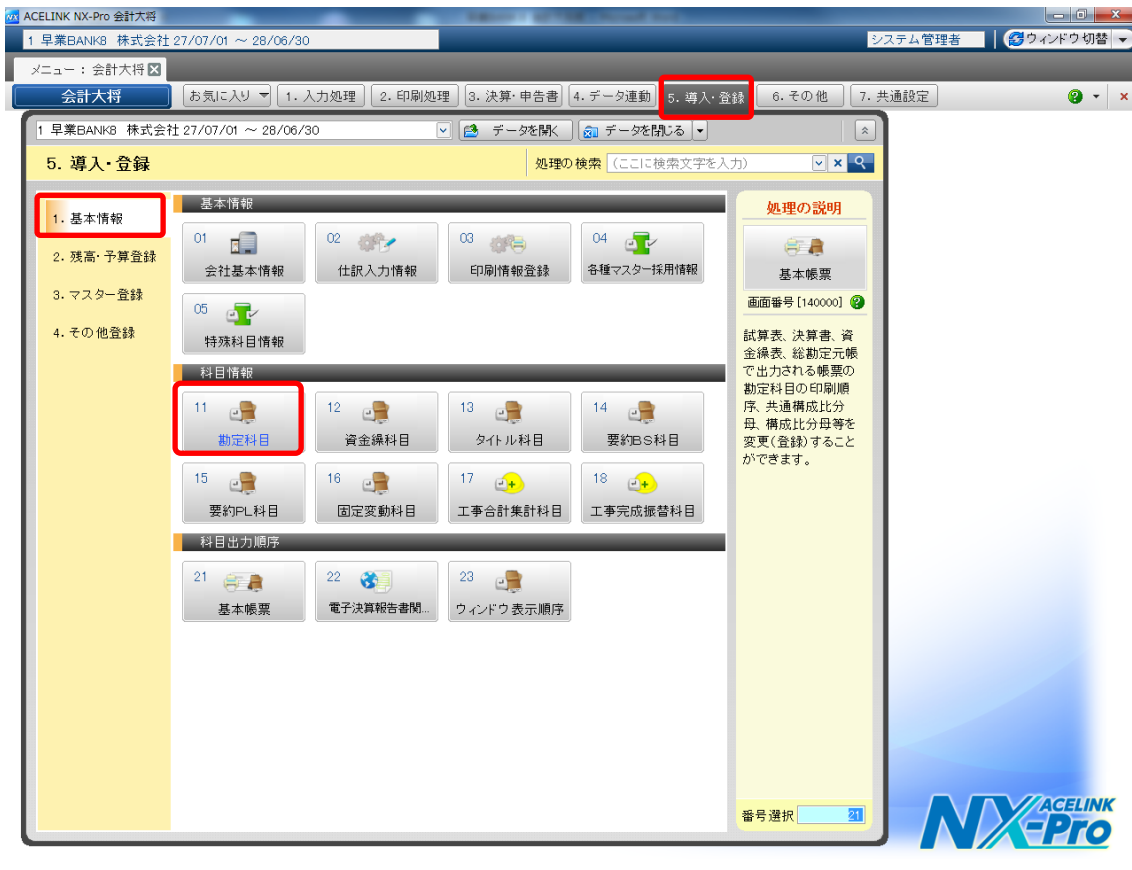 ACELINK NX-Pro 会計大将
1 早業BANK8 株式会社 27/07/01 ～ 28/06/30
システム管理者
ウィンドウ切替
メニュー : 会計大将
会計大将
お気に入り
1. 入力処理
2. 印刷処理
3. 決算・申告書
4. データ連動
5. 導入・登録
6. その他
7. 共通設定
1 早業BANK8 株式会社 27/07/01 ～ 28/06/30
データを開く
データを閉じる
5. 導入・登録
処理の検索
(ここに検索文字を入力)
1. 基本情報
2. 残高・予算登録
3. マスター登録
4. その他登録
基本情報
01
会社基本情報
02
仕訳入力情報
03
印刷情報登録
04
各種マスター採用情報
05
特殊科目情報
科目情報
11
勘定科目
12
資金繰科目
13
タイトル科目
14
要約BS科目
15
要約PL科目
16
固定変動科目
17
工事合計集計科目
18
工事完成振替科目
科目出力順序
21
基本帳票
22
電子決算報告書関...
23
ウィンドウ表示順序
処理の説明
基本帳票
画面番号[140000]
試算表、決算書、資
金繰表、総勘定元帳
で出力される帳票の
勘定科目の印刷順
序、共通構成比分
母、構成比分母等を
変更(登録)すること
ができます。
番号選択
21
ACELINK
NX-Pro